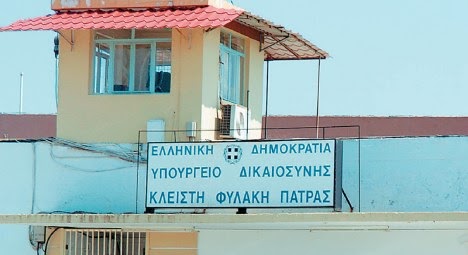 ΕΛΛΗΝΙΚΗ ΔΗΜΟΚΡΑΤΙΑ
ΥΠΟΥΡΓΕΙΟ ΔΙΚΑΙΟΣΥΝΗΣ
ΚΛΕΙΣΤΗ ΦΥΛΑΚΗ ΠΑΤΡΑΣ